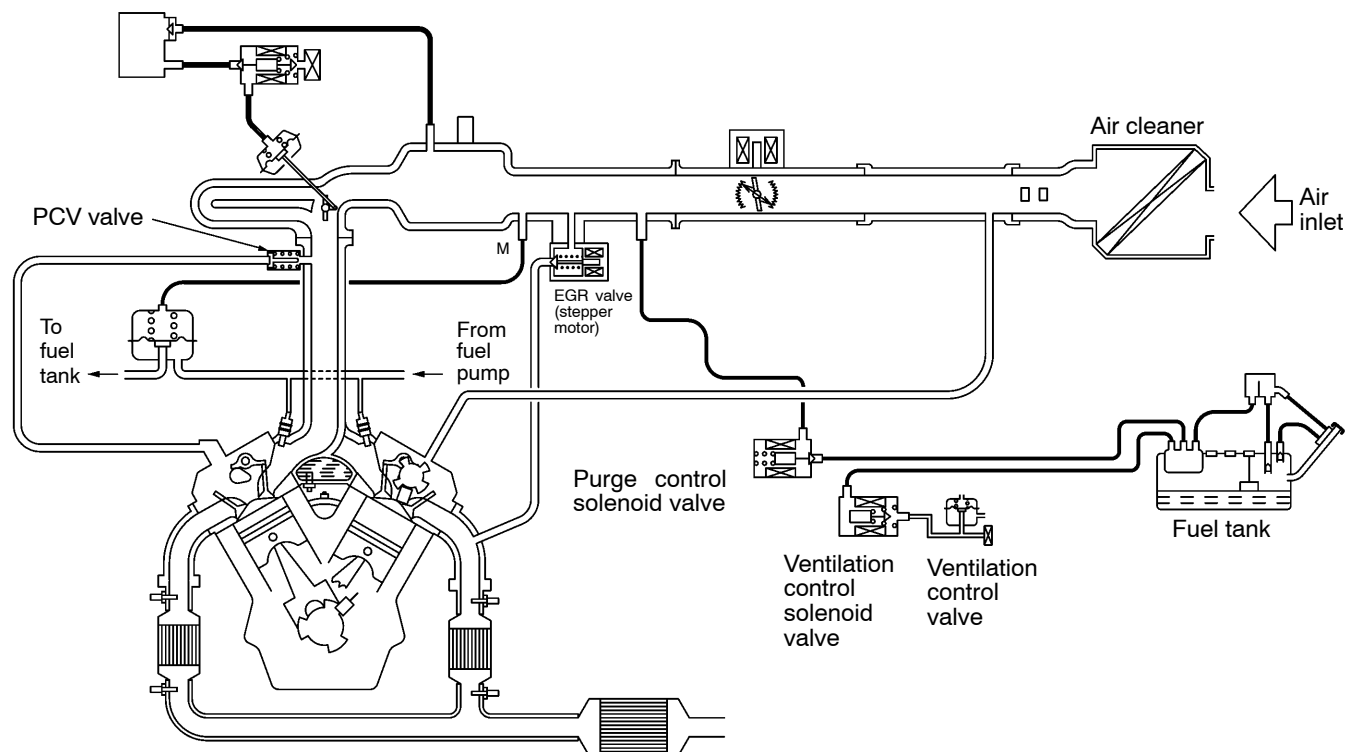 Air cleaner
Air
inlet
PCV valve
M
EGR valve
(stepper
motor)
To
fuel
tank
From
fuel
pump
Purge control
solenoid valve
Fuel tank
Ventilation
control
solenoid
valve
Ventilation
control
valve